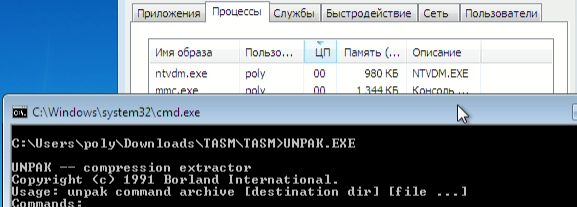 Приложения Процессы Службы Быстродействие Сеть Пользователи
Имя образа Пользо... ЦП Память (... Описание
ntvdm.exe poly 00 980 КБ NTVDM.EXE
mmc.exe poly 00 1 344 КБ Консоль ...
C:\Windows\system32\cmd.exe
C:\Users\poly\Downloads\TASM\TASM>UNPAK.EXE
UNPAK -- compression extractor
Copyright (c) 1991 Borland International.
Usage: unpak command archive [destination dir] [file ...]
Commands: